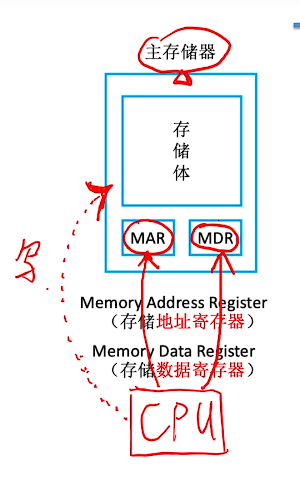 主存储器
存
储
体
MAR MDR
写
Memory Address Register
（存储地址寄存器）
Memory Data Register
（存储数据寄存器）
CPU